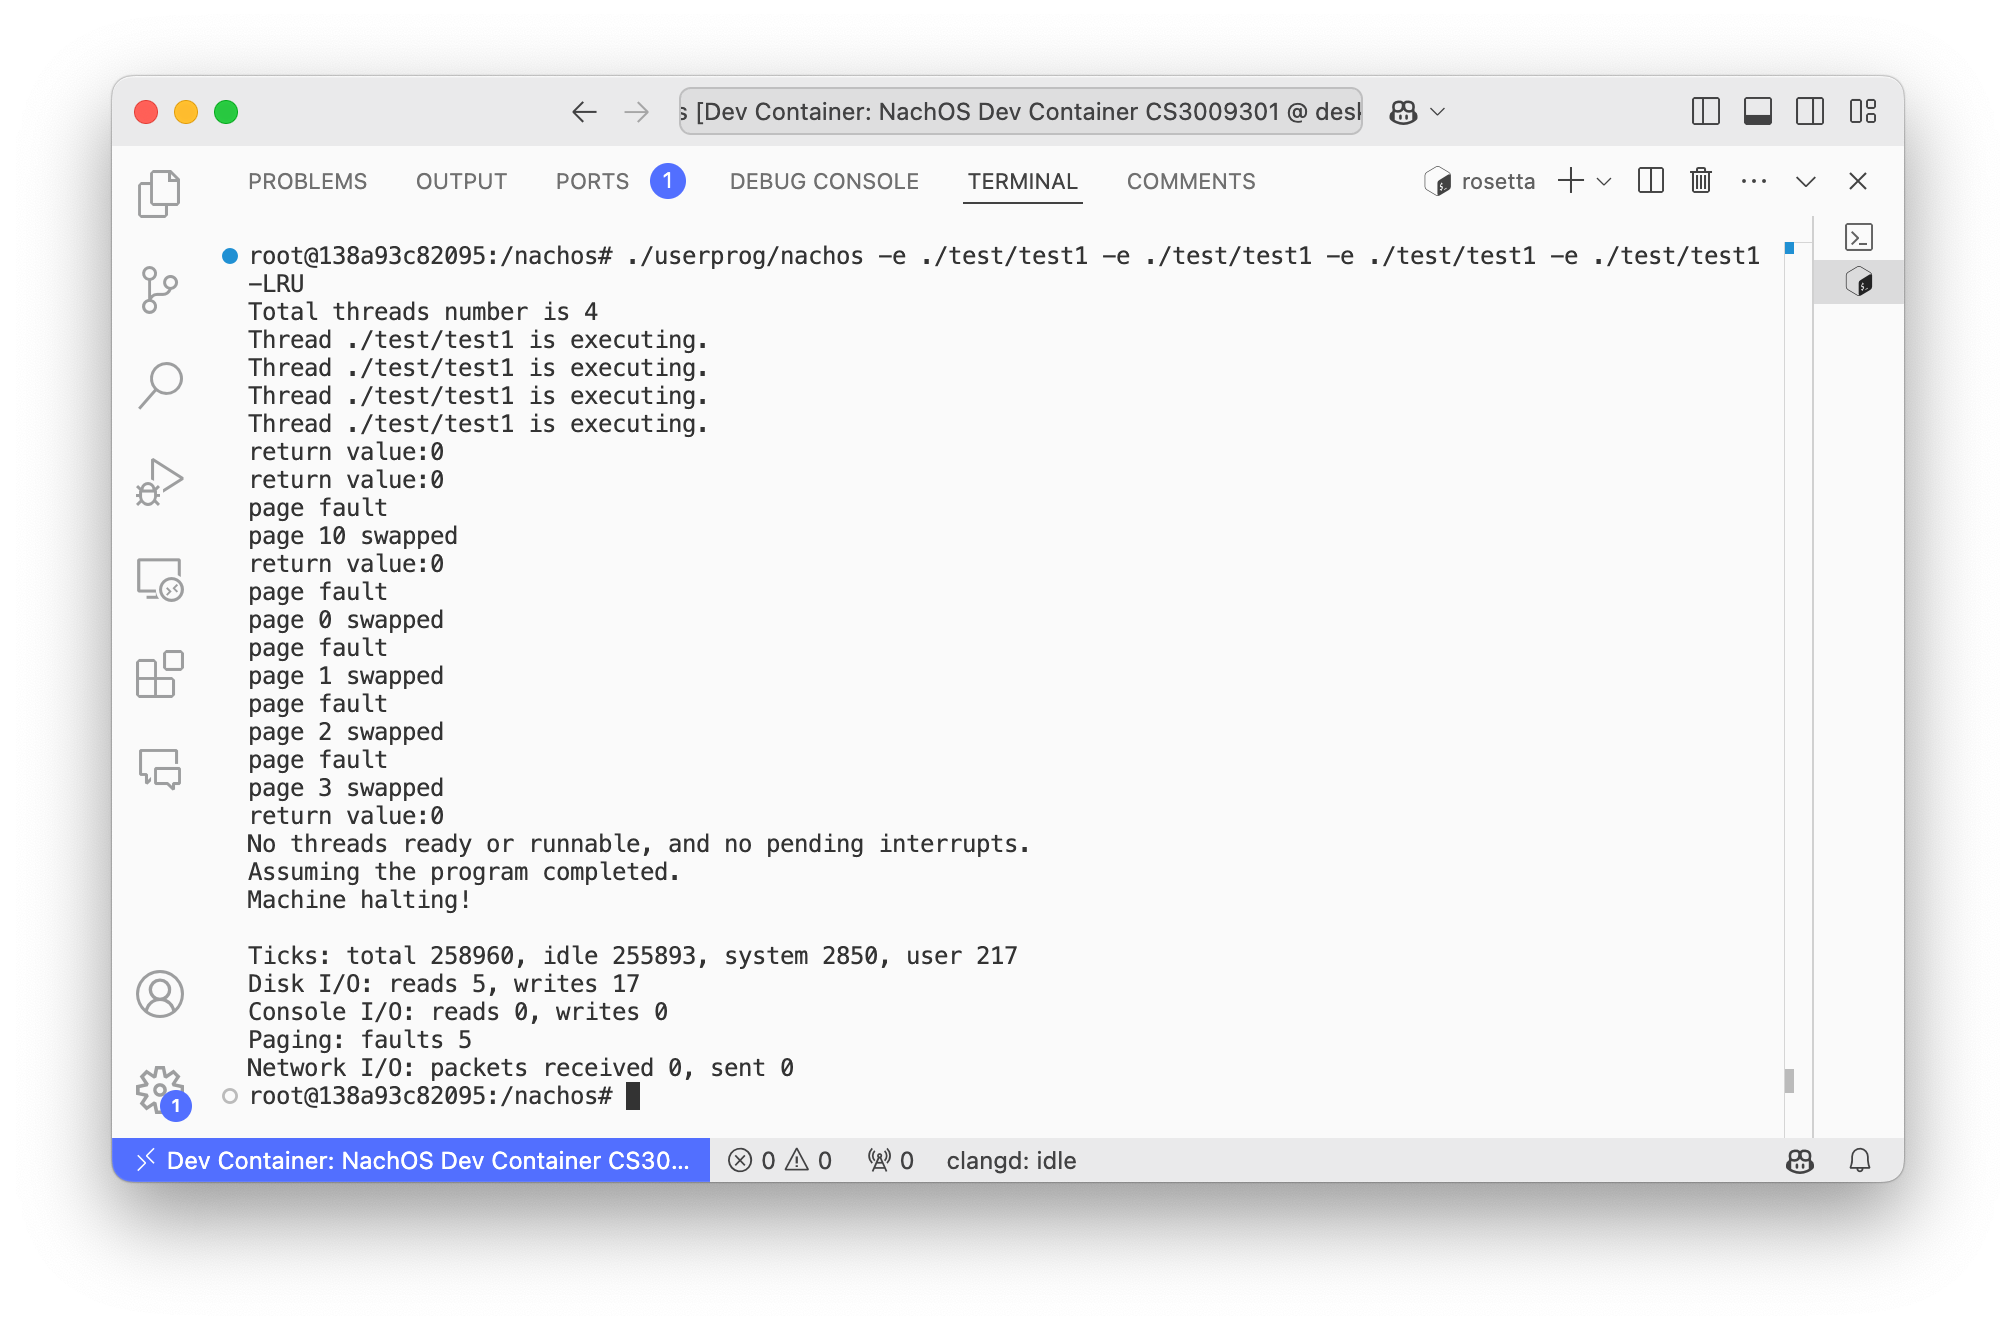 s [Dev Container: NachOS Dev Container CS3009301 @ desk
PROBLEMS OUTPUT PORTS 1 DEBUG CONSOLE TERMINAL COMMENTS rosetta
root@138a93c82095:/nachos# ./userprog/nachos -e ./test/test1 -e ./test/test1 -e ./test/test1 -e ./test/test1
-LRU
Total threads number is 4
Thread ./test/test1 is executing.
Thread ./test/test1 is executing.
Thread ./test/test1 is executing.
Thread ./test/test1 is executing.
return value:0
return value:0
page fault
page 10 swapped
return value:0
page fault
page 0 swapped
page fault
page 1 swapped
page fault
page 2 swapped
page fault
page 3 swapped
return value:0
No threads ready or runnable, and no pending interrupts.
Assuming the program completed.
Machine halting!
Ticks: total 258960, idle 255893, system 2850, user 217
Disk I/O: reads 5, writes 17
Console I/O: reads 0, writes 0
Paging: faults 5
Network I/O: packets received 0, sent 0
root@138a93c82095:/nachos#
1
Dev Container: NachOS Dev Container CS30... 0 0 0 clangd: idle